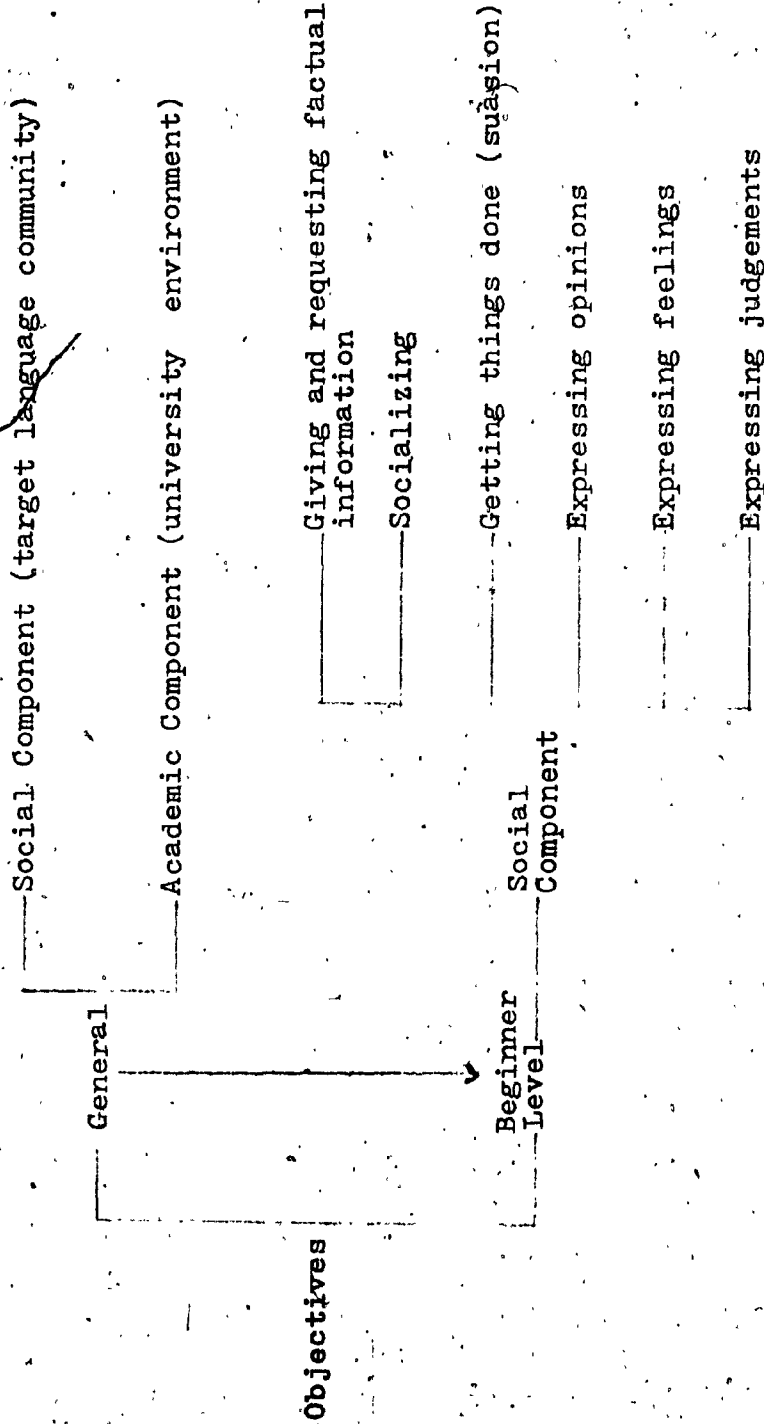 Social Component (target language community)
General
Academic Component (university environment)
Objectives
Giving and requesting factual
information
Socializing
Beginner
Level
Social
Component
Getting things done (suasion)
Expressing opinions
Expressing feelings
Expressing judgements